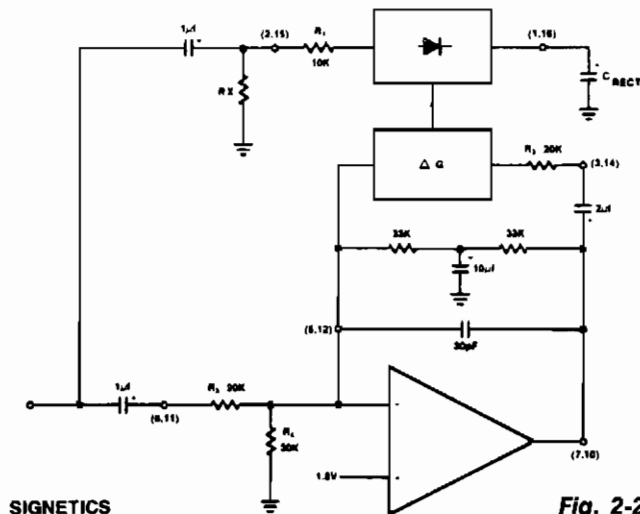 1µf
(2,15)
R₁
10K
(1,16)
RX
+
C RECT
△ G
R₂ 20K
(3,14)
2µf
+
33K
33K
+
10µf
(5,12)
30pF
1µf
+
(6,11)
R₃ 20K
R₄
30K
-
1.8V
+
(7,10)
SIGNETICS
Fig. 2-2